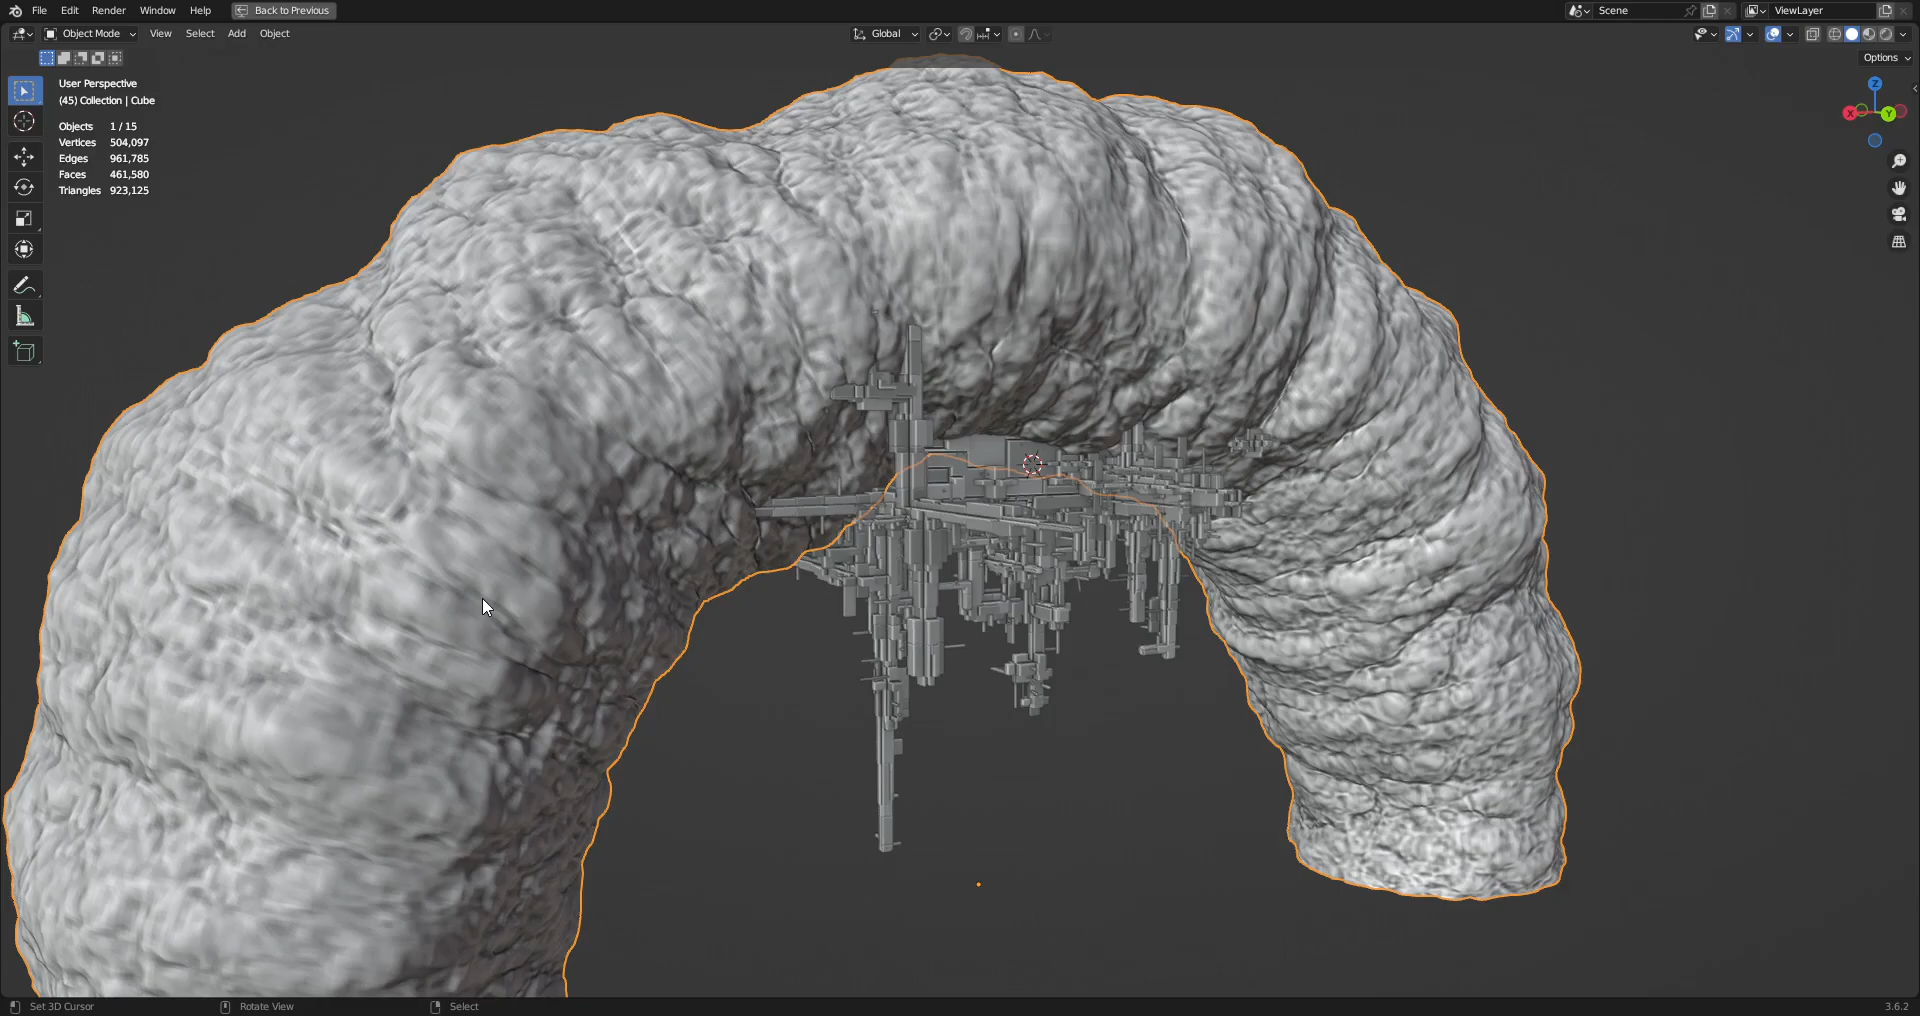 File Edit Render Window Help Back to Previous Scene ViewLayer
Object Mode View Select Add Object Global
Options
User Perspective
(45) Collection | Cube
Objects 1 / 15
Vertices 504,097
Edges 961,785
Faces 461,580
Triangles 923,125
Z
X Y
Set 3D Cursor Rotate View Select 3.6.2